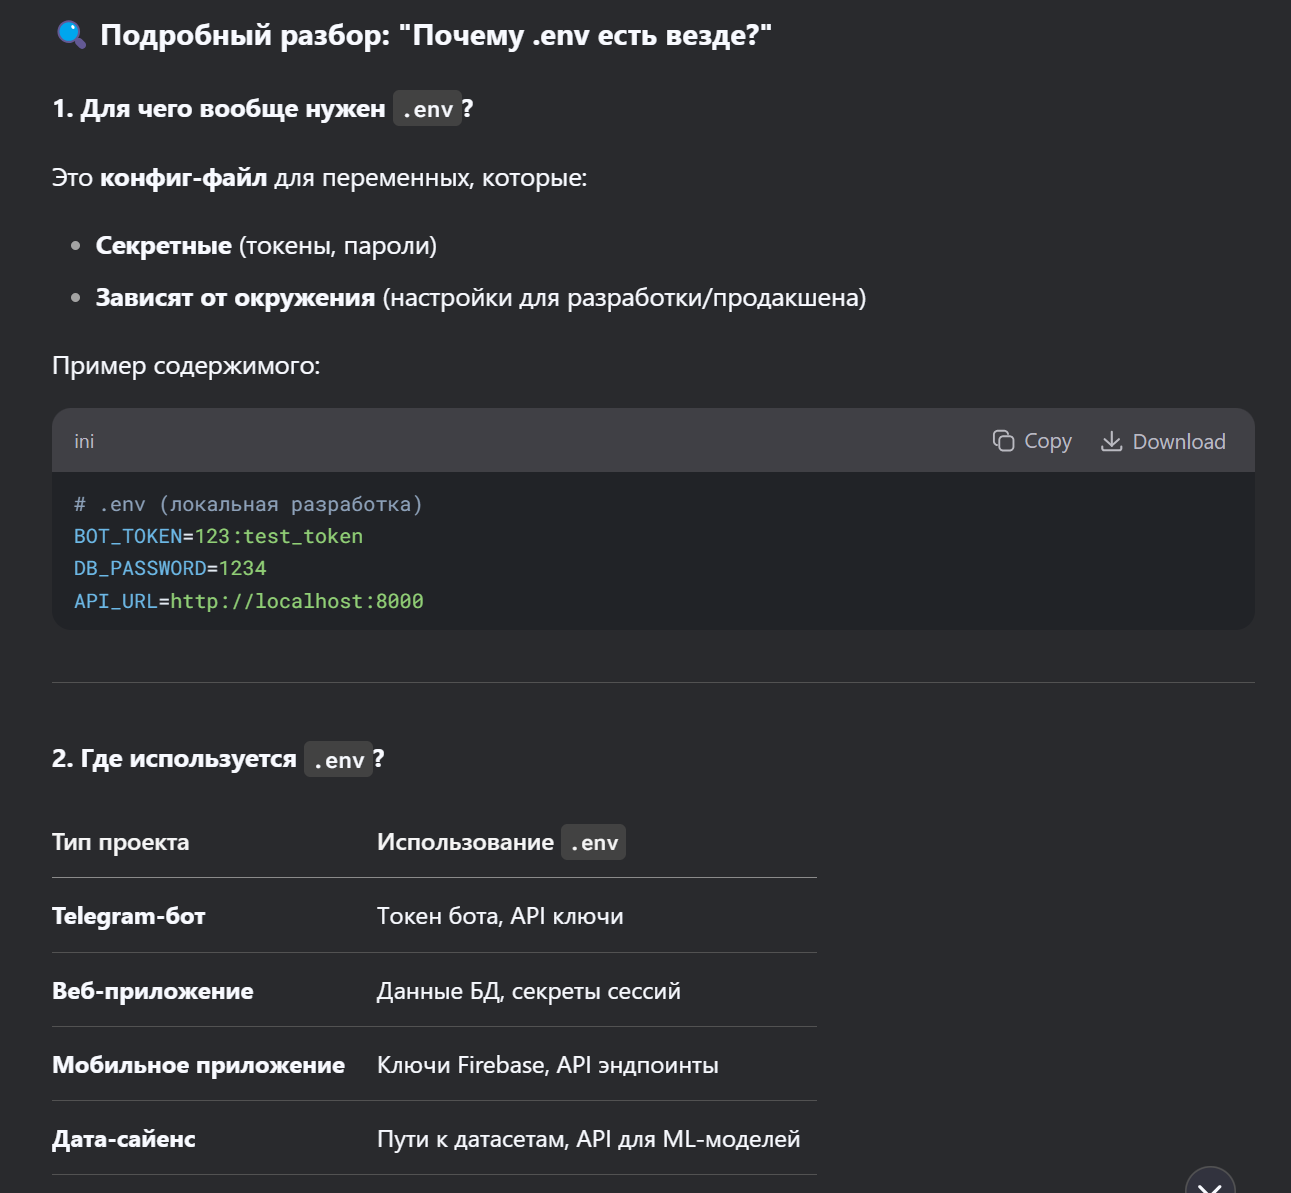 Подробный разбор: "Почему .env есть везде?"
1. Для чего вообще нужен .env?
Это конфиг-файл для переменных, которые:
Секретные (токены, пароли)
Зависят от окружения (настройки для разработки/продакшена)
Пример содержимого:
ini Copy Download
# .env (локальная разработка)
BOT_TOKEN=123:test_token
DB_PASSWORD=1234
API_URL=http://localhost:8000
2. Где используется .env?
Тип проекта Использование .env
Telegram-бот Токен бота, API ключи
Веб-приложение Данные БД, секреты сессий
Мобильное приложение Ключи Firebase, API эндпоинты
Дата-сайенс Пути к датасетам, API для ML-моделей